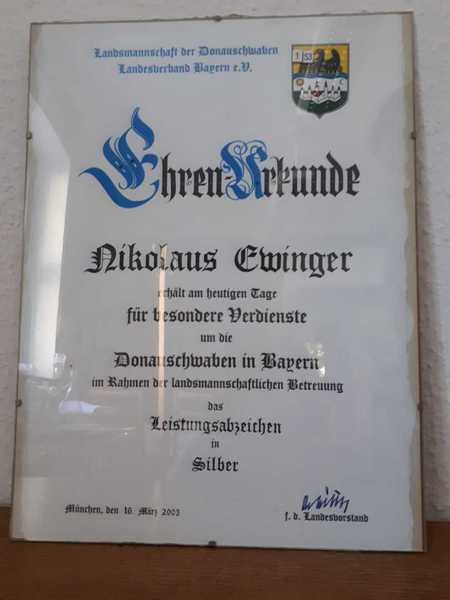 Landsmannschaft der Donauschwaben
Landesverband Bayern e.V.
Ehren-Urkunde
Nikolaus Ewinger
erhält am heutigen Tage
für besondere Verdienste
um die
Donauschwaben in Bayern
im Rahmen der landsmannschaftlichen Betreuung
das
Leistungsabzeichen
in
Silber
München, den 16. März 2003
f. d. Landesvorstand